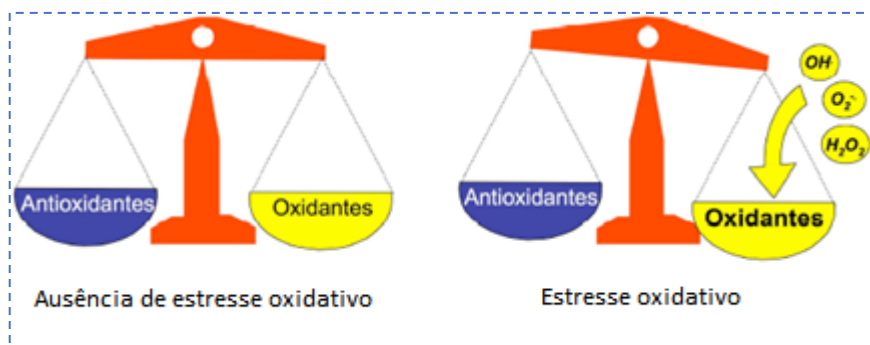 Antioxidantes
Oxidantes
Ausência de estresse oxidativo
OH·
O₂·⁻
H₂O₂
Antioxidantes
Oxidantes
Estresse oxidativo